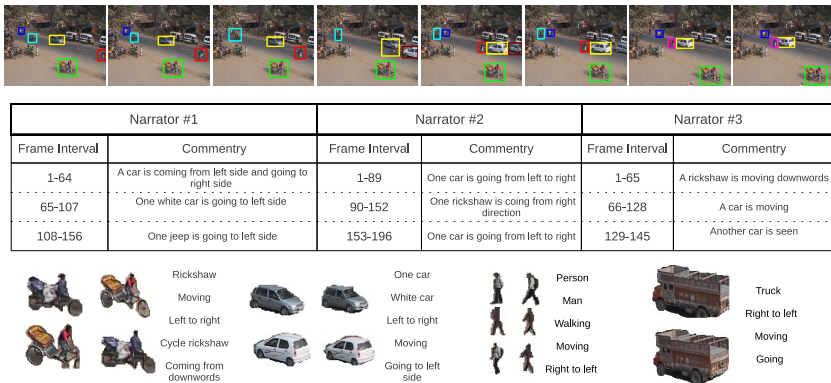 Narrator #1
Narrator #2
Narrator #3
Frame Interval
Commentry
Frame Interval
Commentry
Frame Interval
Commentry
1-64
A car is coming from left side and going to
right side
1-89
One car is going from left to right
1-65
A rickshaw is moving downwords
65-107
One white car is going to left side
90-152
One rickshaw is coing from right
direction
66-128
A car is moving
108-156
One jeep is going to left side
153-196
One car is going from left to right
129-145
Another car is seen
Rickshaw
Moving
Left to right
Cycle rickshaw
Coming from
downwords
One car
White car
Left to right
Moving
Going to left
side
Person
Man
Walking
Moving
Right to left
Truck
Right to left
Moving
Going